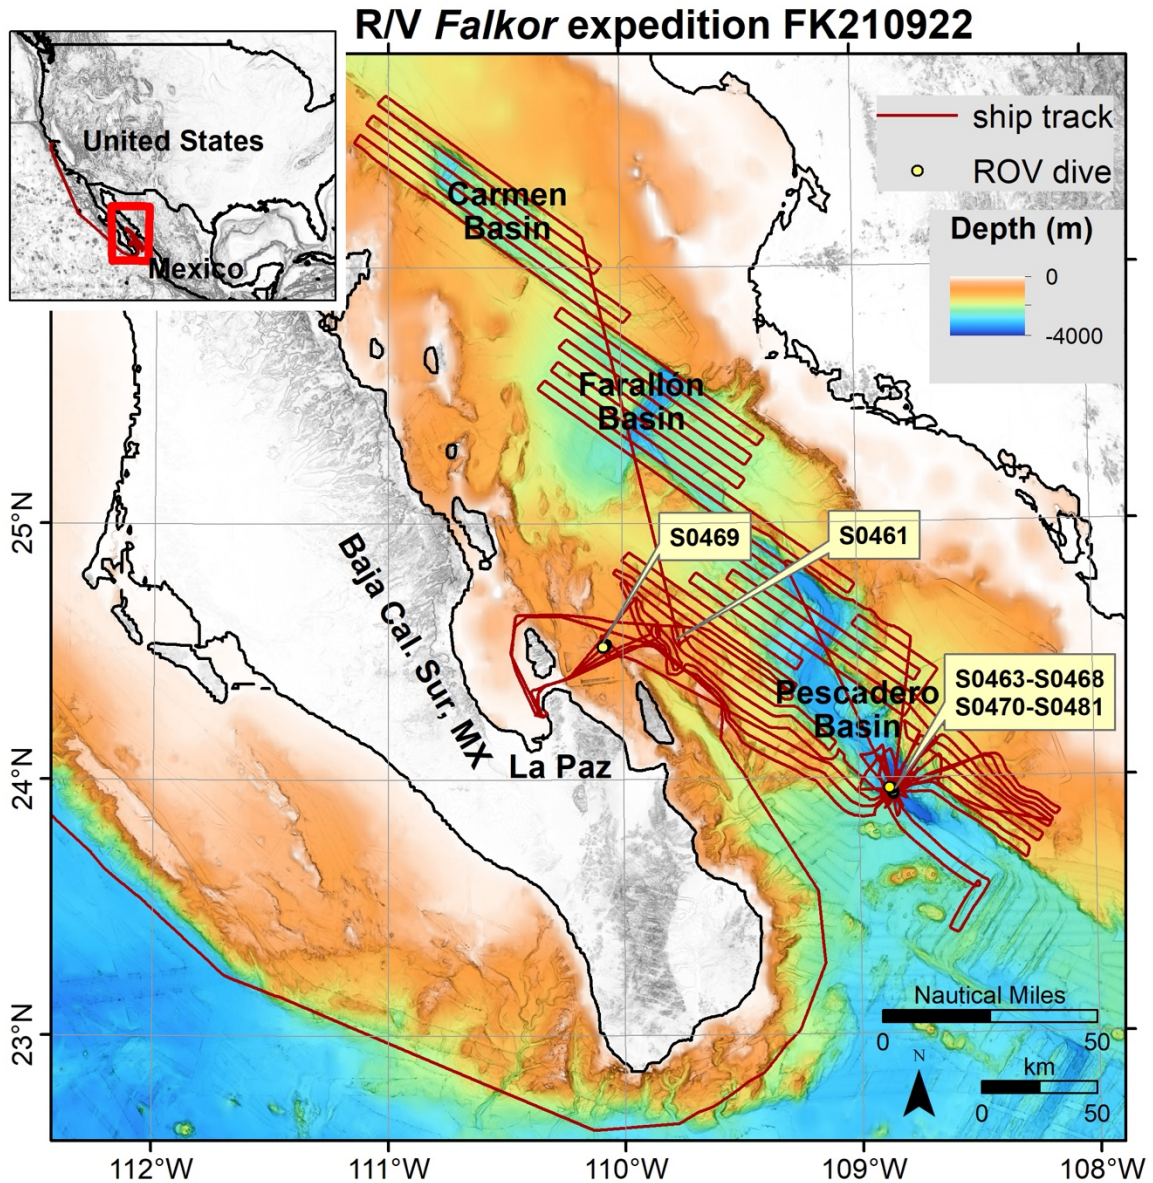 R/V Falkor expedition FK210922
United States
Mexico
ship track
ROV dive
Depth (m)
0
-4000
Carmen
Basin
Farallón
Basin
25°N
S0469
S0461
Baja Cal. Sur, MX
Pescadero
Basin
S0463-S0468
S0470-S0481
La Paz
24°N
23°N
Nautical Miles
0
50
N
km
0
50
112°W
111°W
110°W
109°W
108°W